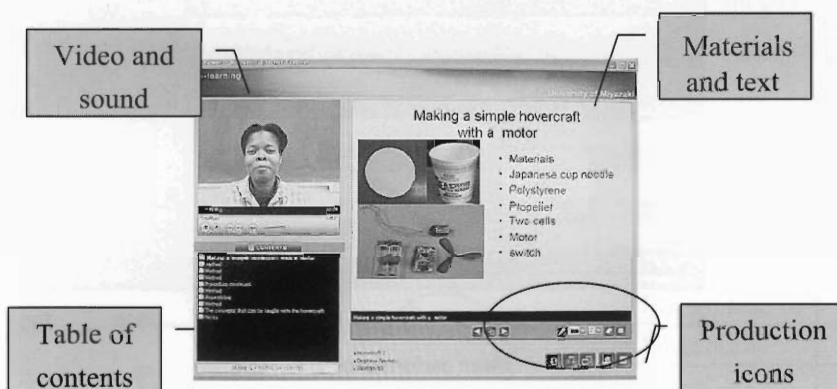 Video and
sound
Materials
and text
e-learning
University of Miyazaki
Making a simple hovercraft
with a motor
• Materials
• Japanese cup noodle
• Polystyrene
• Propeller
• Two cells
• Motor
• switch
CONTENTS
Making a simple hovercraft with a motor
Method
Method
Method
Procedure continued
Method
Method
The concepts that can be taught with the hovercraft
Making a simple hovercraft with a motor
Table of
contents
Production
icons